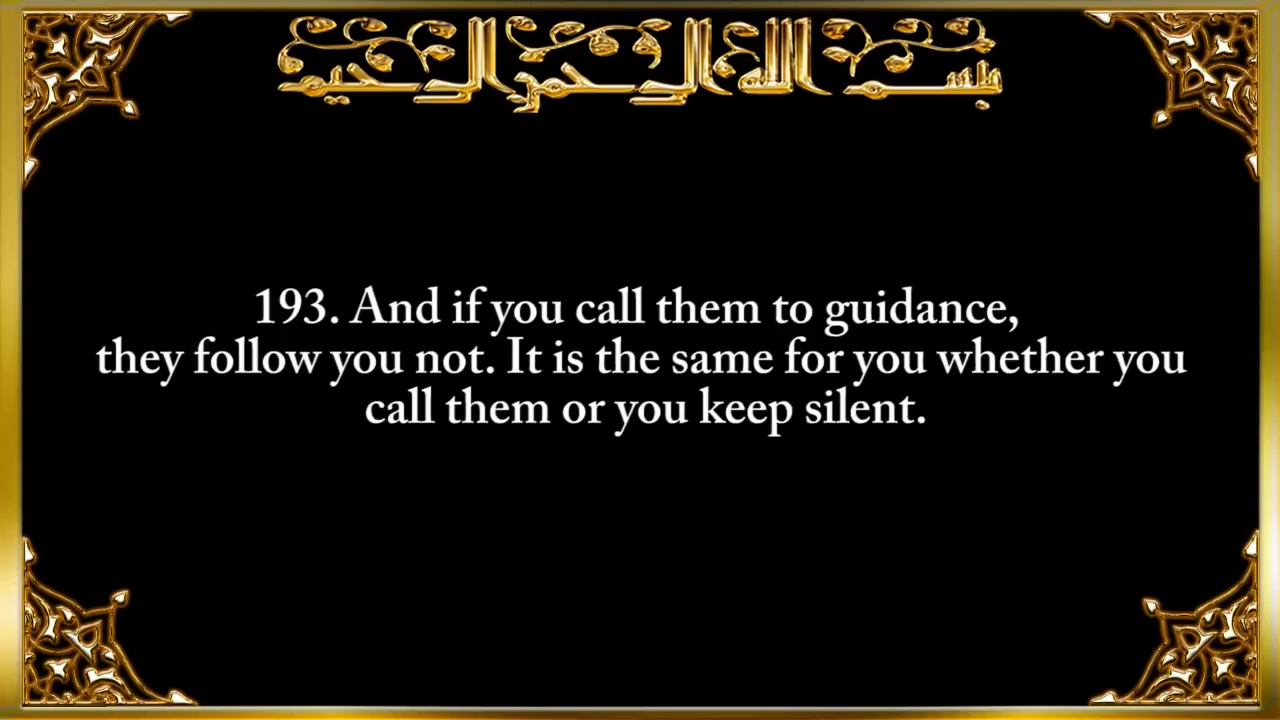 بسم الله الرحمن الرحيم
193. And if you call them to guidance,
they follow you not. It is the same for you whether you
call them or you keep silent.